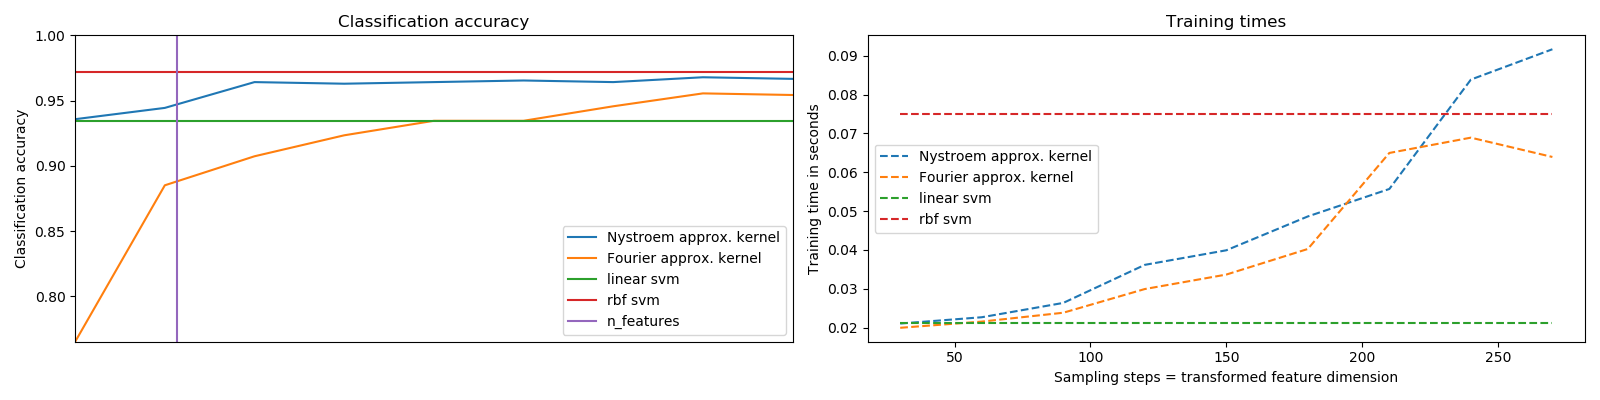 Classification accuracy
Classification accuracy
1.00
0.95
0.90
0.85
0.80
Nystroem approx. kernel
Fourier approx. kernel
linear svm
rbf svm
n_features
Training times
Training time in seconds
0.09
0.08
0.07
0.06
0.05
0.04
0.03
0.02
Nystroem approx. kernel
Fourier approx. kernel
linear svm
rbf svm
50 100 150 200 250
Sampling steps = transformed feature dimension